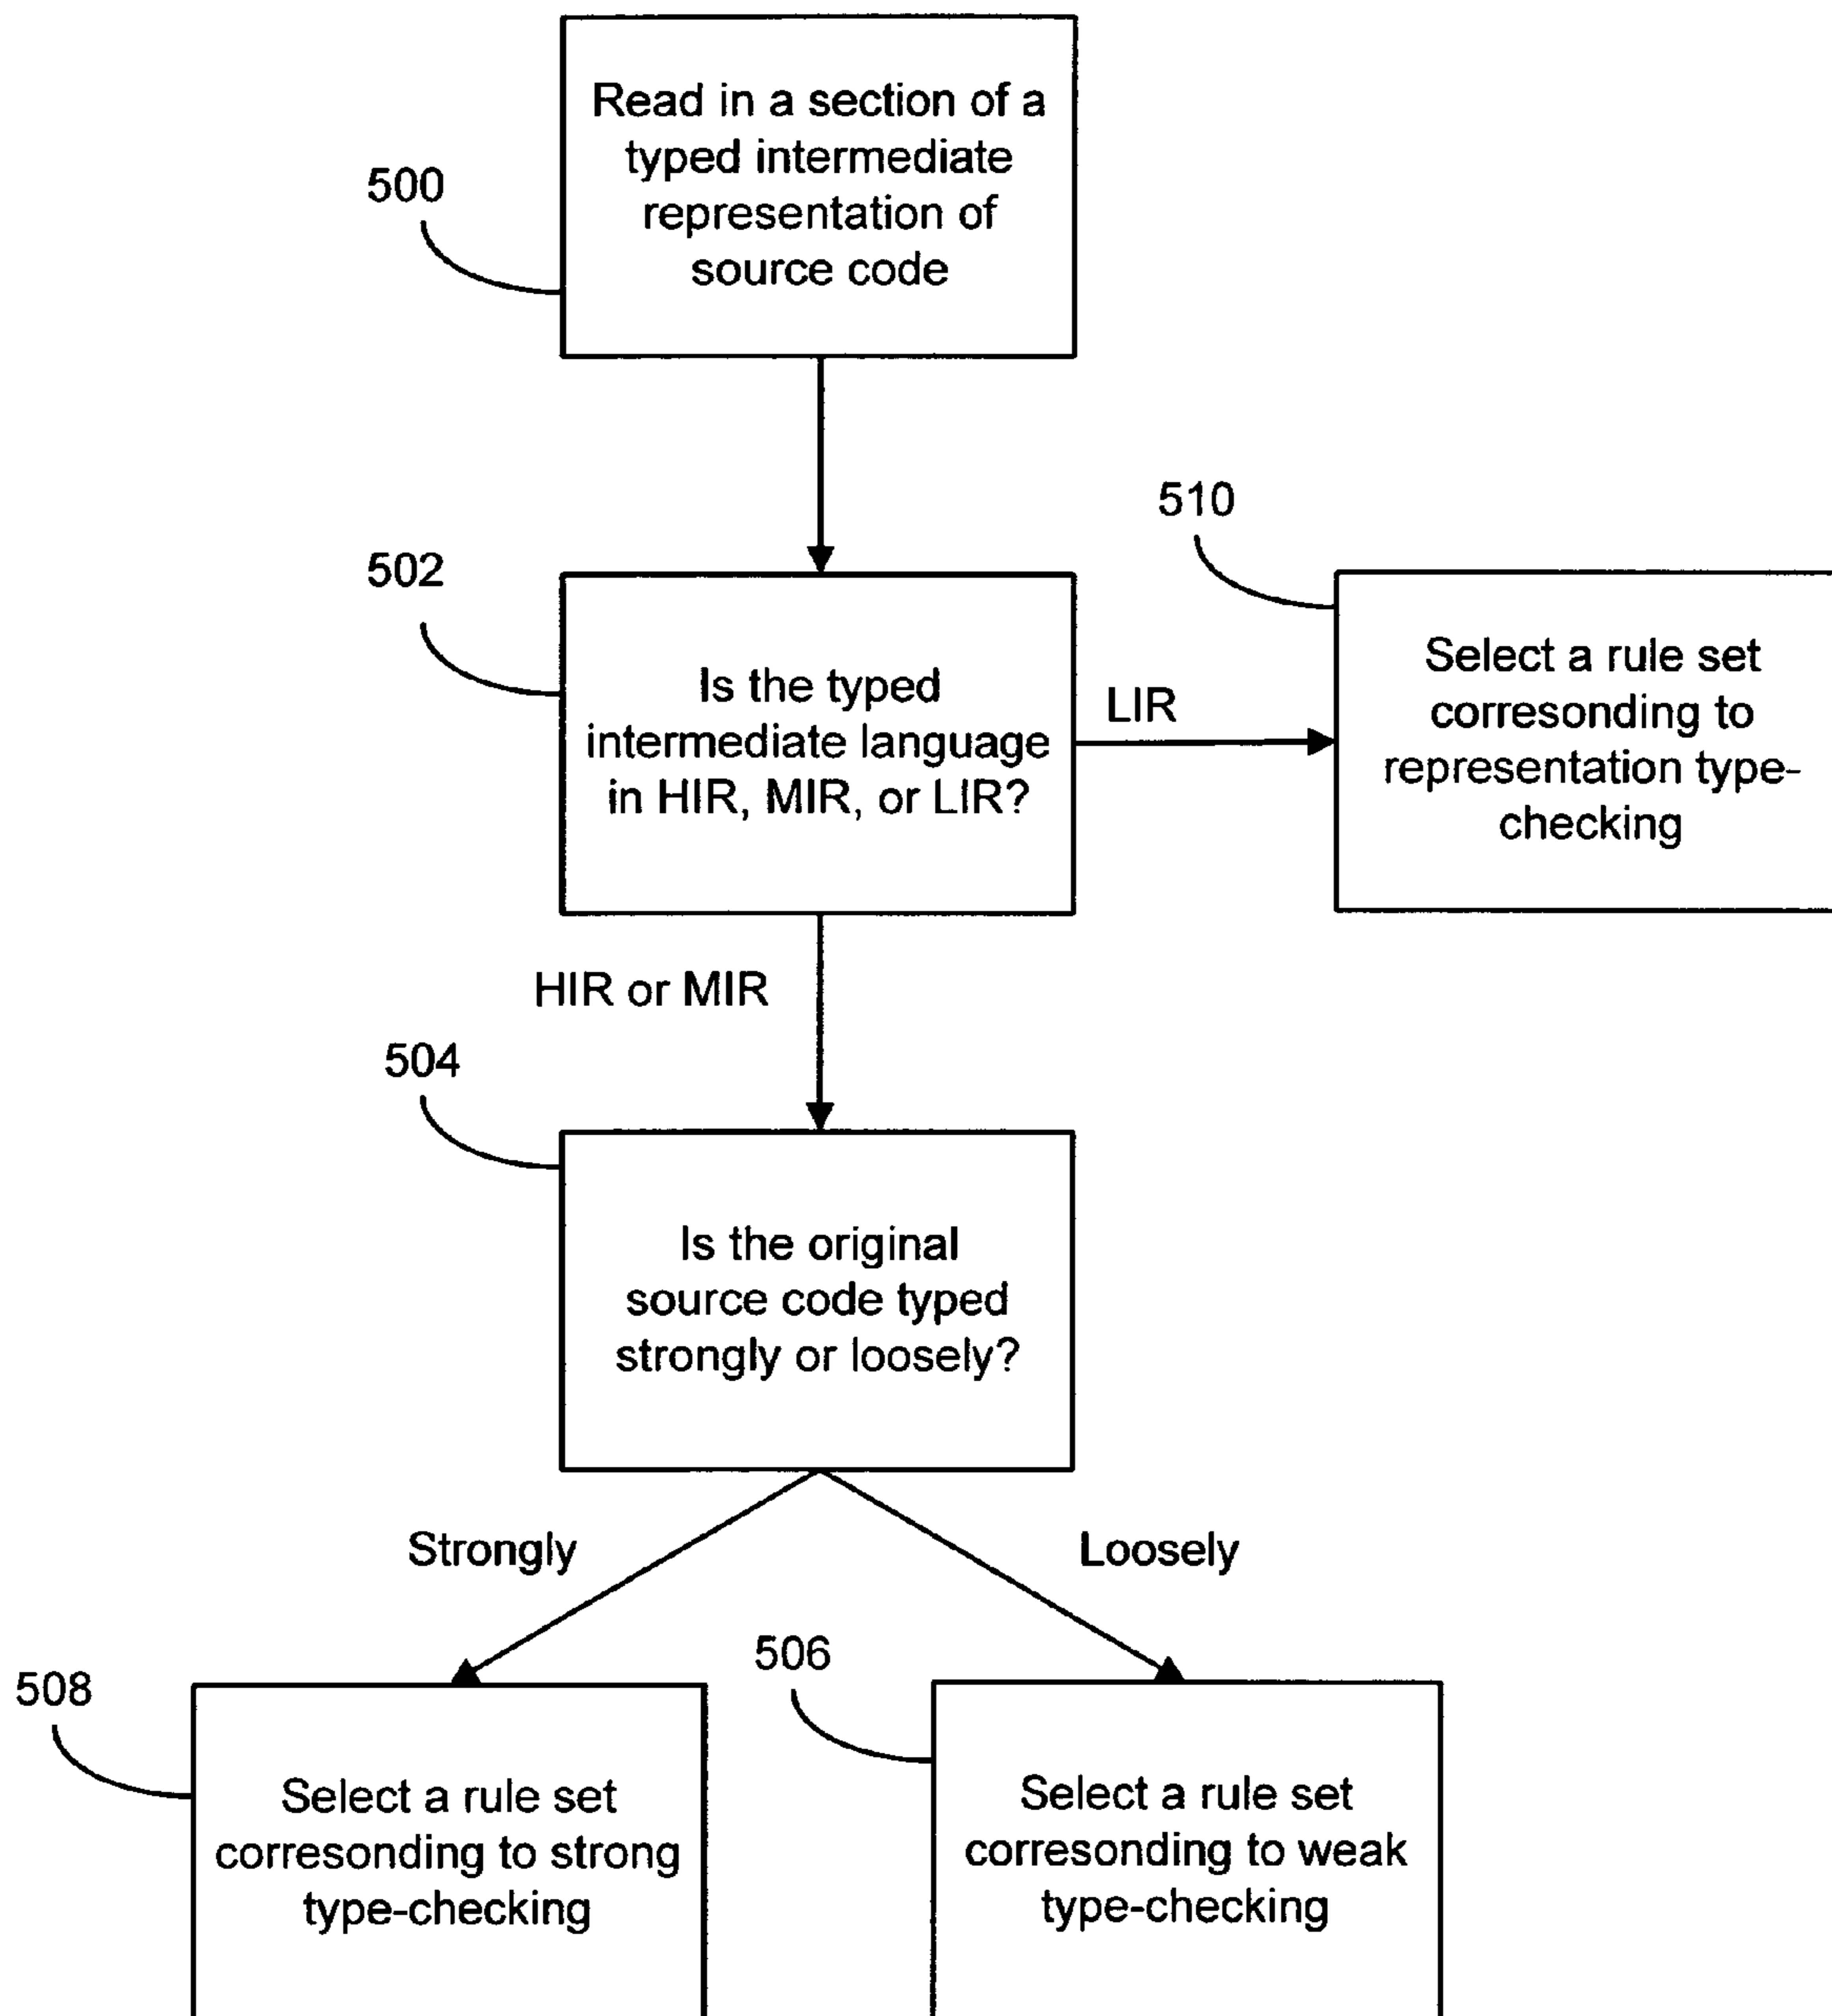 Read in a section of a
typed intermediate
representation of
source code
500
502
Is the typed
intermediate language
in HIR, MIR, or LIR?
LIR
510
Select a rule set
corresonding to
representation type-
checking
HIR or MIR
504
Is the original
source code typed
strongly or loosely?
Strongly
Loosely
508
Select a rule set
corresonding to strong
type-checking
506
Select a rule set
corresonding to weak
type-checking